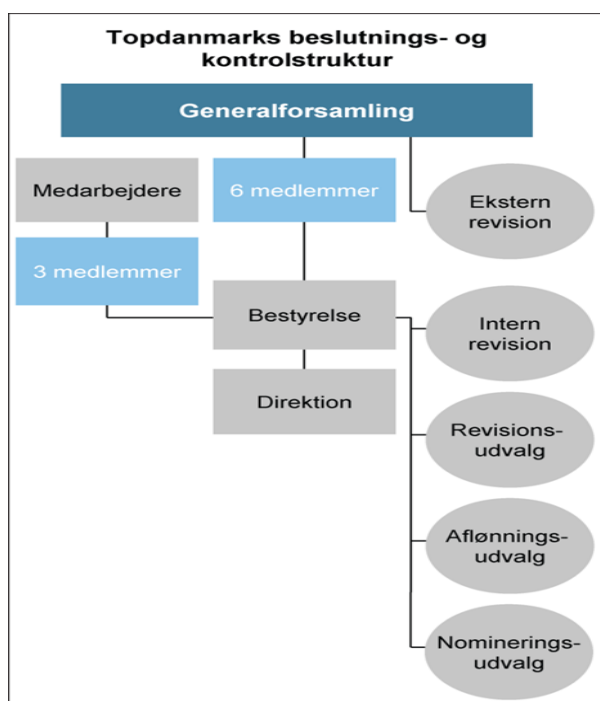 Topdanmarks beslutnings- og
kontrolstruktur
Generalforsamling
Medarbejdere
6 medlemmer
Ekstern
revision
3 medlemmer
Bestyrelse
Intern
revision
Direktion
Revisions-
udvalg
Aflønnings-
udvalg
Nominerings-
udvalg